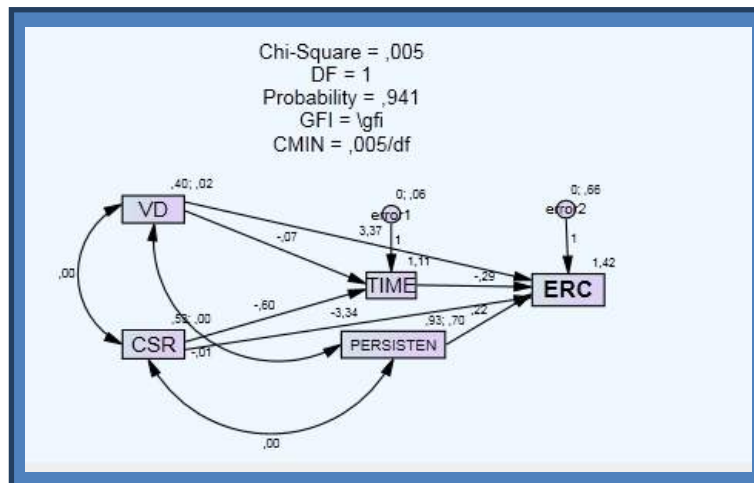 Chi-Square = ,005
DF = 1
Probability = ,941
GFI = \gfi
CMIN = ,005/df
,40; ,02
0; ,06
0; ,66
VD
error1
error2
3,37
1
1
-,07
1,11
1,42
,00
TIME
-,29
ERC
-,60
,00
-3,34
,93; ,70
,22
CSR
-,01
PERSISTEN
,00